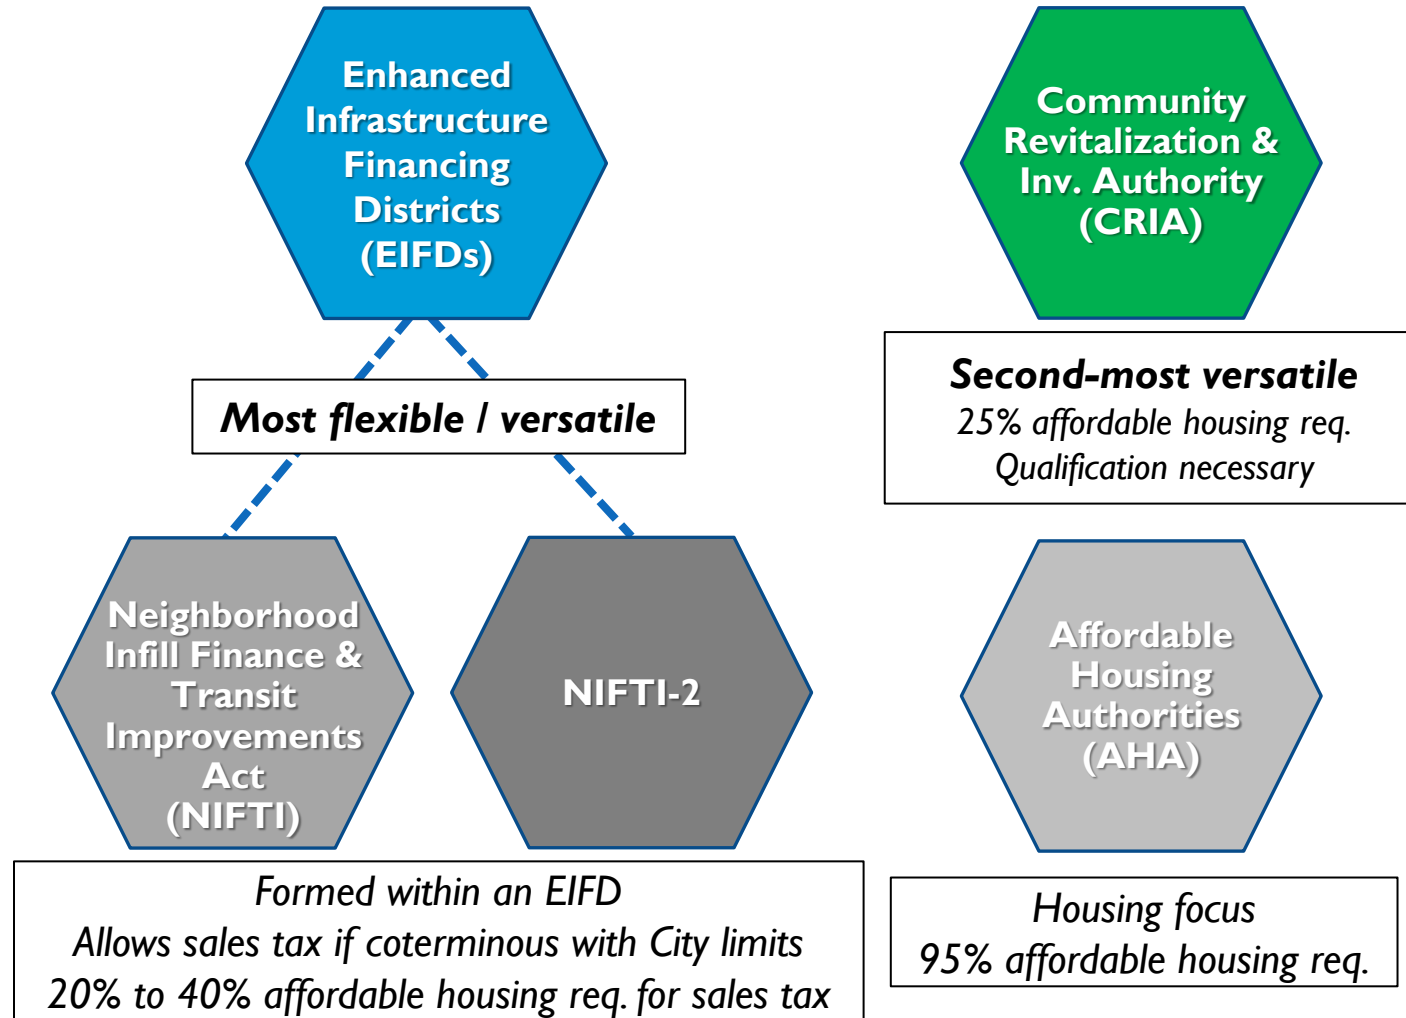 Enhanced
Infrastructure
Financing
Districts
(EIFDs)
Community
Revitalization &
Inv. Authority
(CRIA)
Most flexible / versatile
Second-most versatile
25% affordable housing req.
Qualification necessary
Neighborhood
Infill Finance &
Transit
Improvements
Act
(NIFTI)
NIFTI-2
Affordable
Housing
Authorities
(AHA)
Formed within an EIFD
Allows sales tax if coterminous with City limits
20% to 40% affordable housing req. for sales tax
Housing focus
95% affordable housing req.